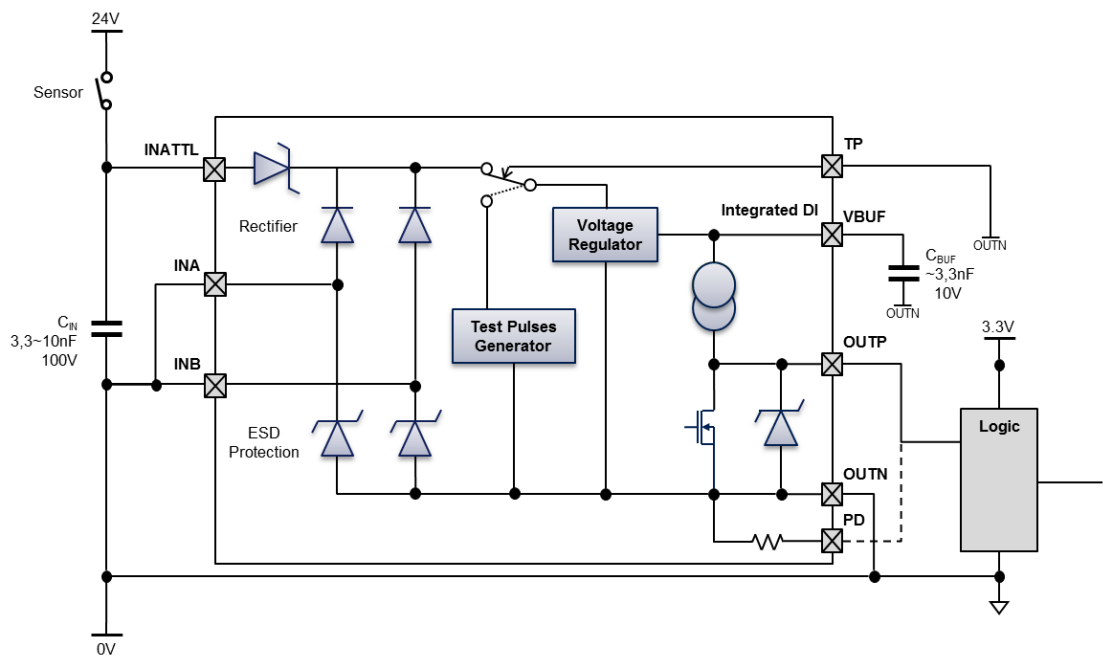 24V
Sensor
INATTL
TP
Rectifier
Integrated DI
VBUF
Voltage
Regulator
OUTN
INA
CBUF
~3,3nF
10V
OUTN
CIN
3,3~10nF
100V
Test Pulses
Generator
3.3V
OUTP
INB
ESD
Protection
Logic
OUTN
PD
0V